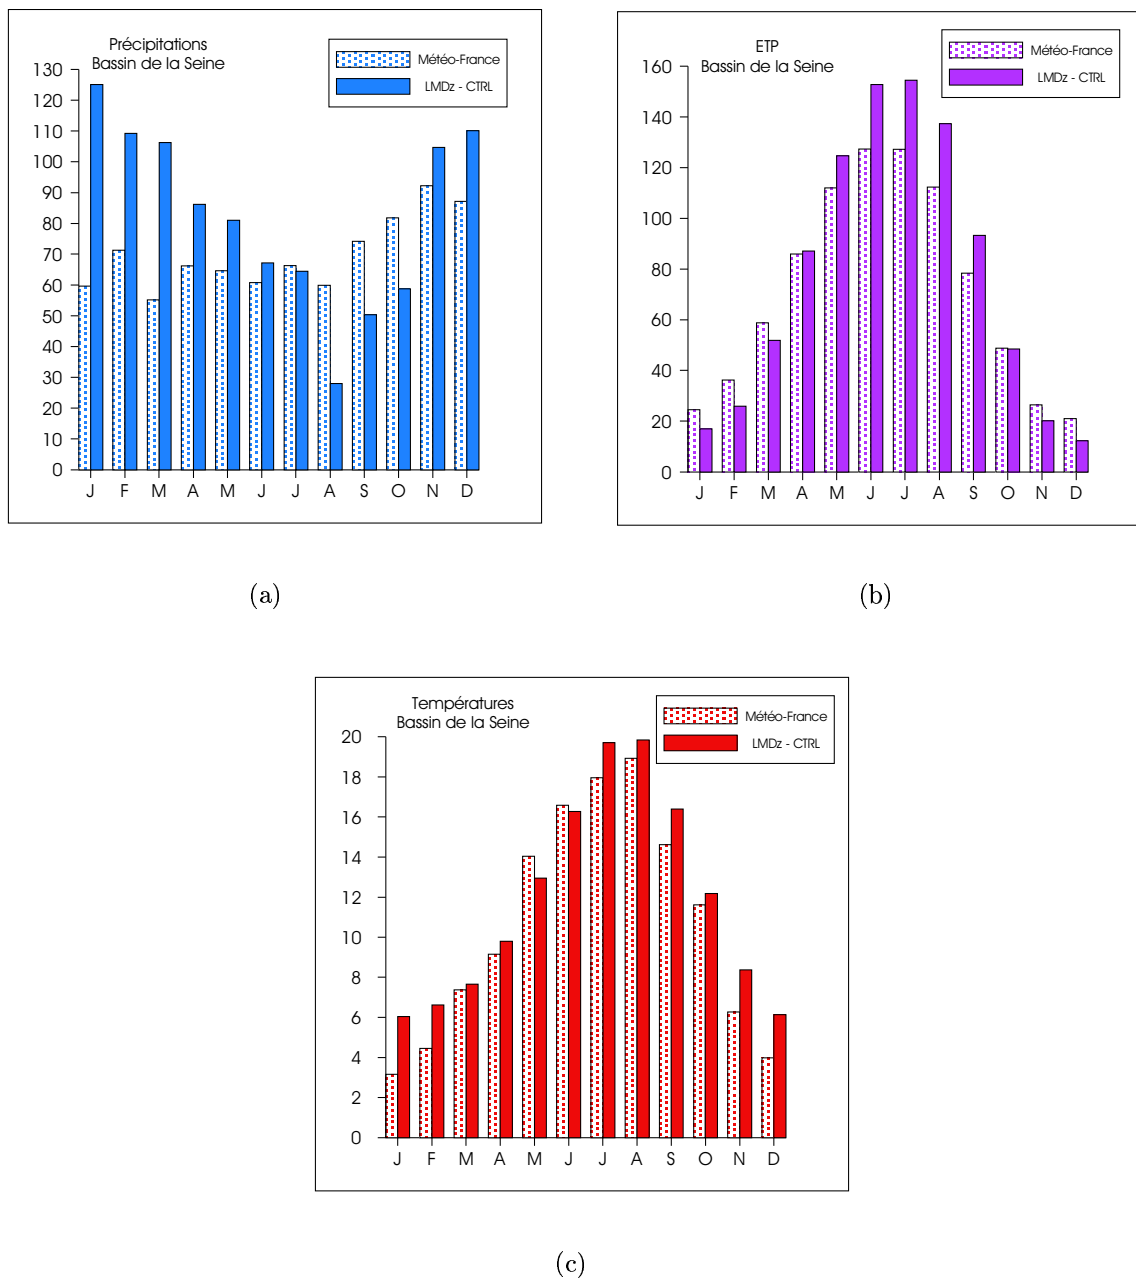 Précipitations
Bassin de la Seine
Météo-France
LMDz - CTRL
130
120
110
100
90
80
70
60
50
40
30
20
10
0
J F M A M J J A S O N D
(a)
ETP
Bassin de la Seine
Météo-France
LMDz - CTRL
160
140
120
100
80
60
40
20
0
J F M A M J J A S O N D
(b)
Températures
Bassin de la Seine
Météo-France
LMDz - CTRL
20
18
16
14
12
10
8
6
4
2
0
J F M A M J J A S O N D
(c)